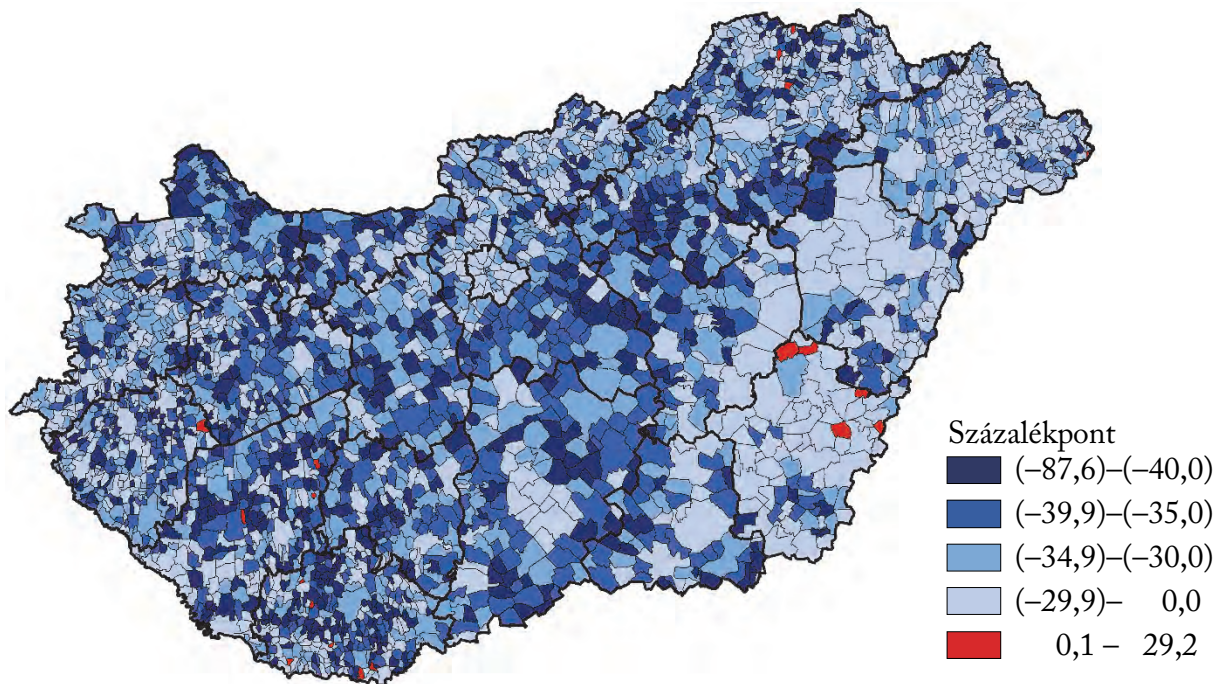 Százalékpont
(–87,6)–(–40,0)
(–39,9)–(–35,0)
(–34,9)–(–30,0)
(–29,9)– 0,0
0,1 – 29,2